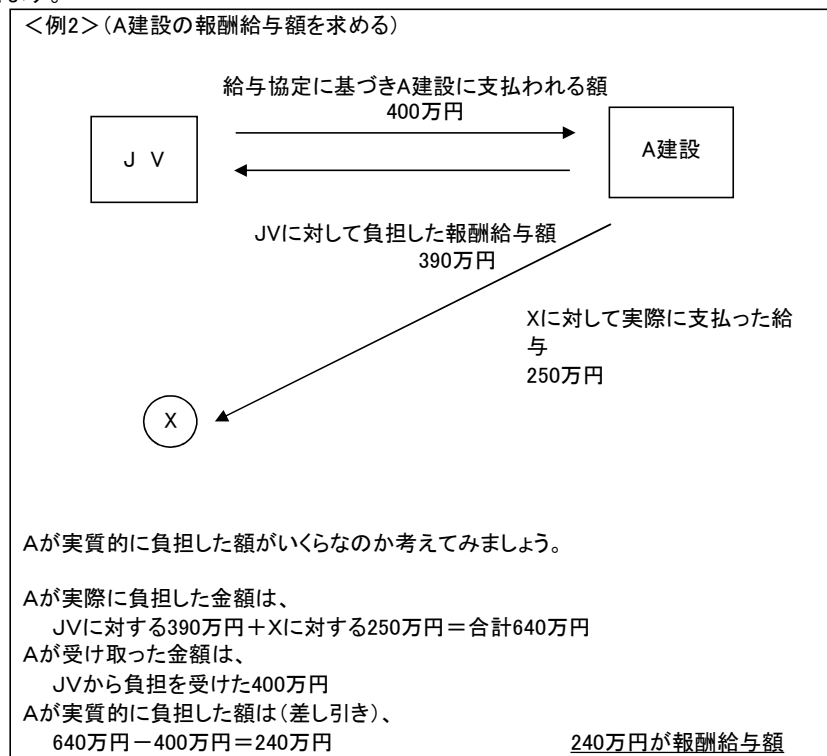 ＜例2＞（A建設の報酬給与額を求める）
給与協定に基づきA建設に支払われる額
400万円
J V
A建設
JVに対して負担した報酬給与額
390万円
Xに対して実際に支払った給
与
250万円
X
Aが実質的に負担した額がいくらなのか考えてみましょう。
Aが実際に負担した金額は、
JVに対する390万円＋Xに対する250万円＝合計640万円
Aが受け取った金額は、
JVから負担を受けた400万円
Aが実質的に負担した額は（差し引き）、
640万円－400万円＝240万円 240万円が報酬給与額